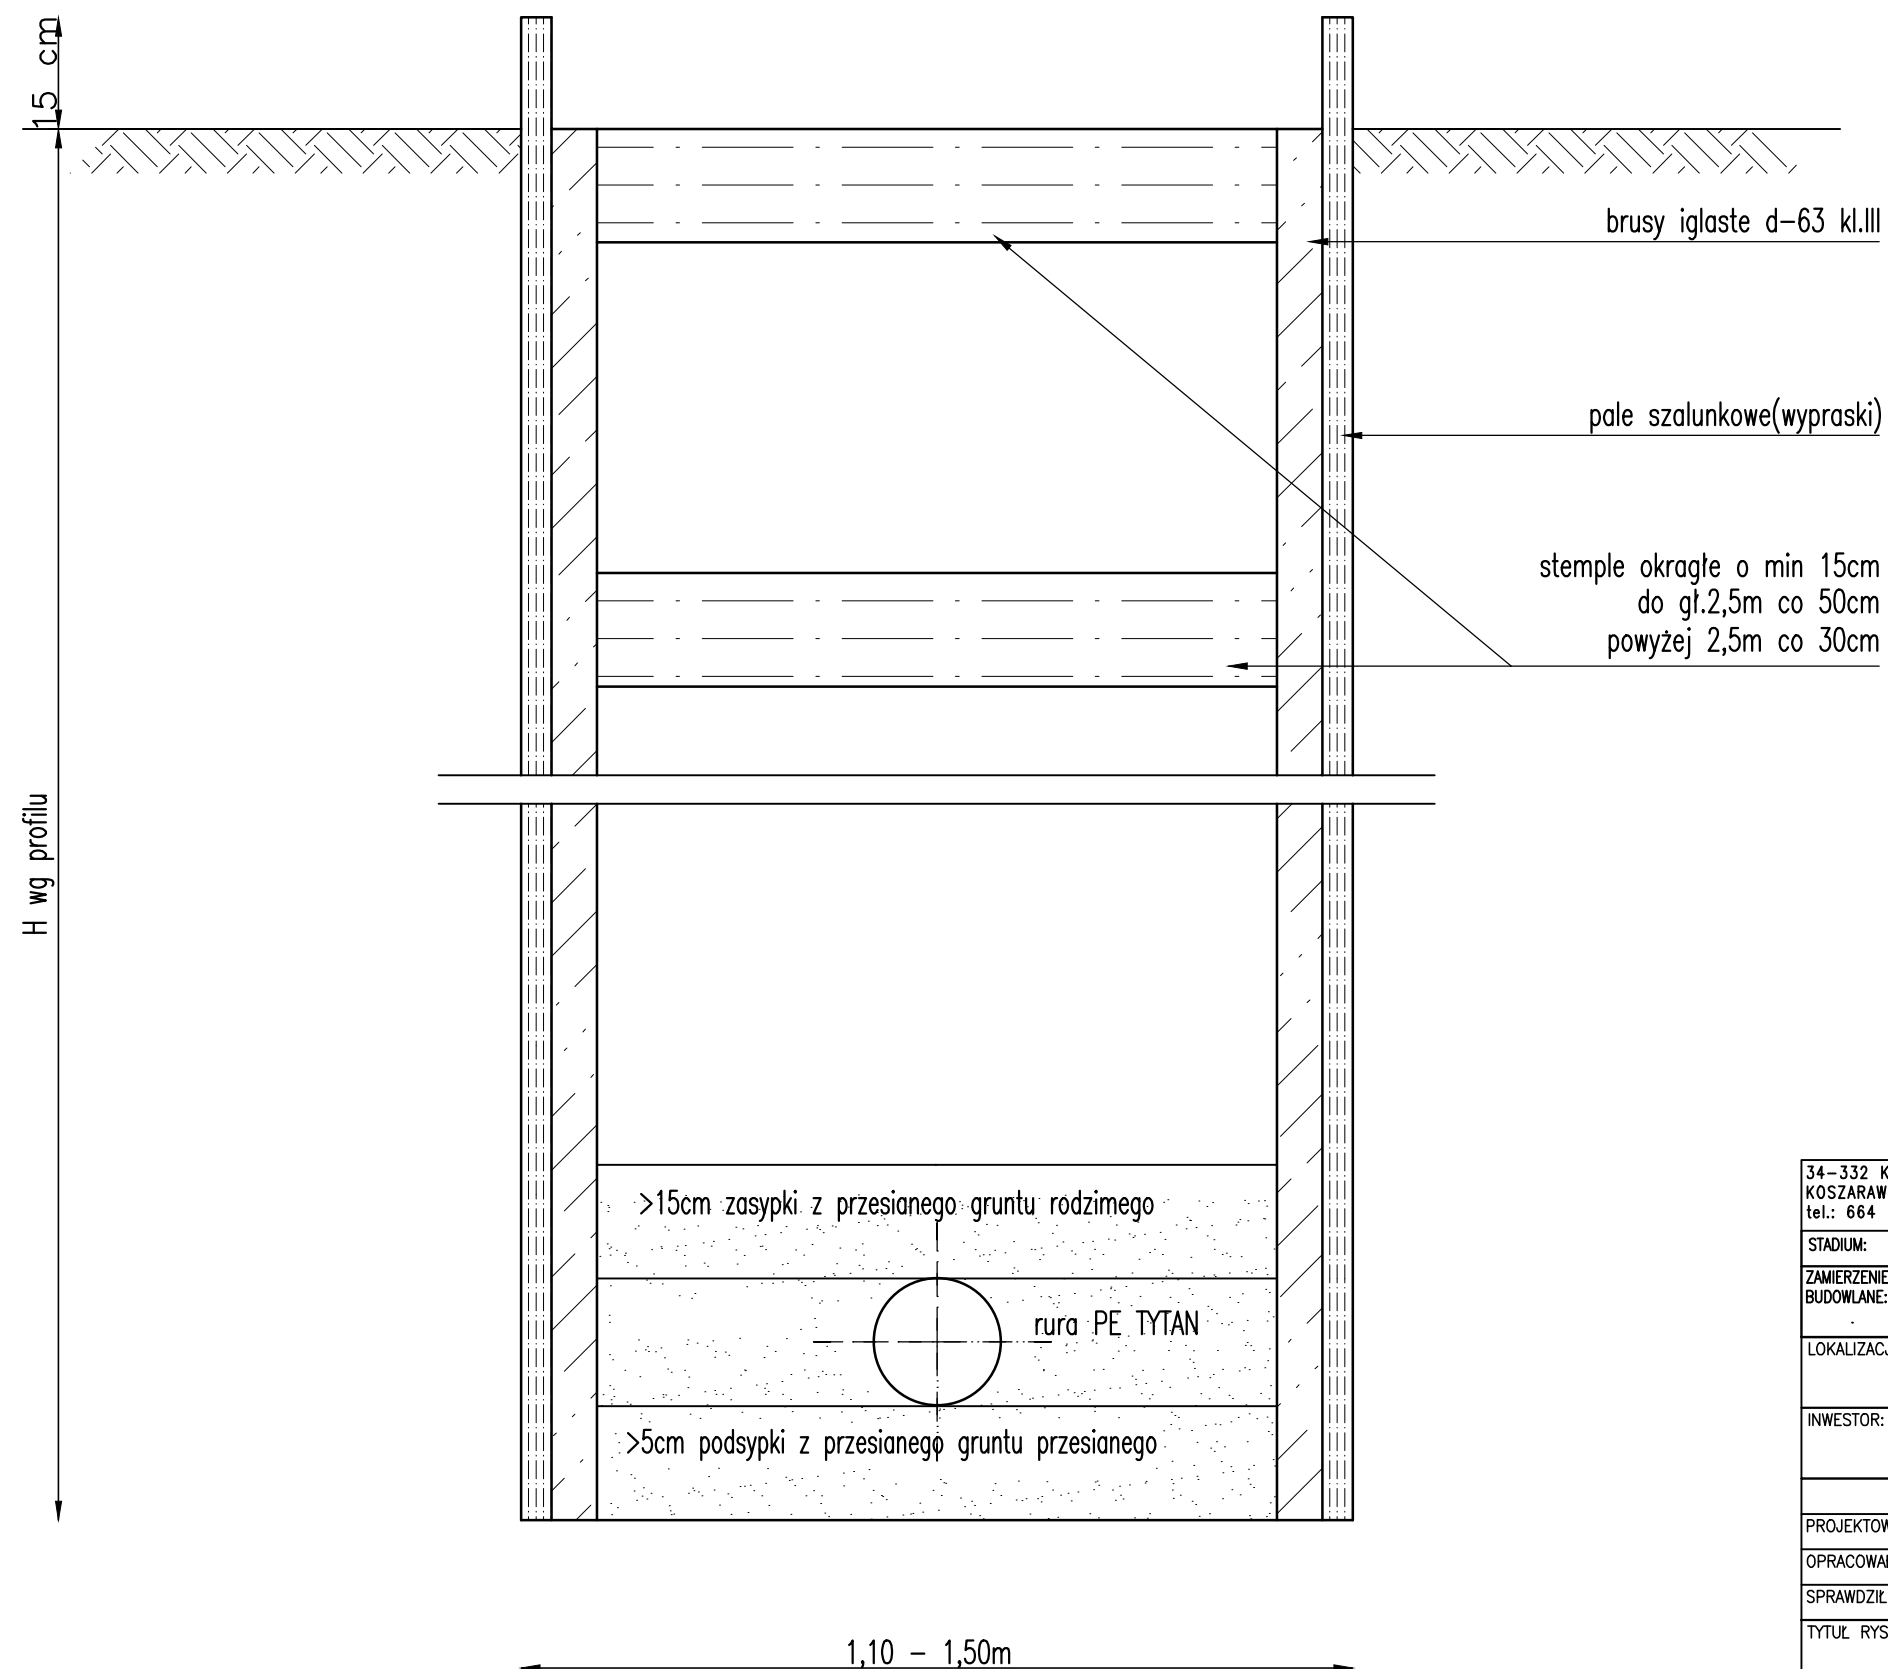 15 cm
brusy iglaste d-63 kl.III
pale szalunkowe(wypraski)
stemple okragłe o min 15cm
do gł.2,5m co 50cm
powyżej 2,5m co 30cm
H wg profilu
>15cm zasypki z przesianego gruntu rodzimego
rura PE TYTAN
>5cm podsypki z przesianego gruntu przesianego
1,10 - 1,50m
34-332 K
KOSZARAW
tel.: 664
STADIUM:
ZAMIERZENIE
BUDOWLANE:
LOKALIZAC
INWESTOR:
PROJEKTOW
OPRACOWA
SPRAWDZIŁ
TYTUŁ RYS